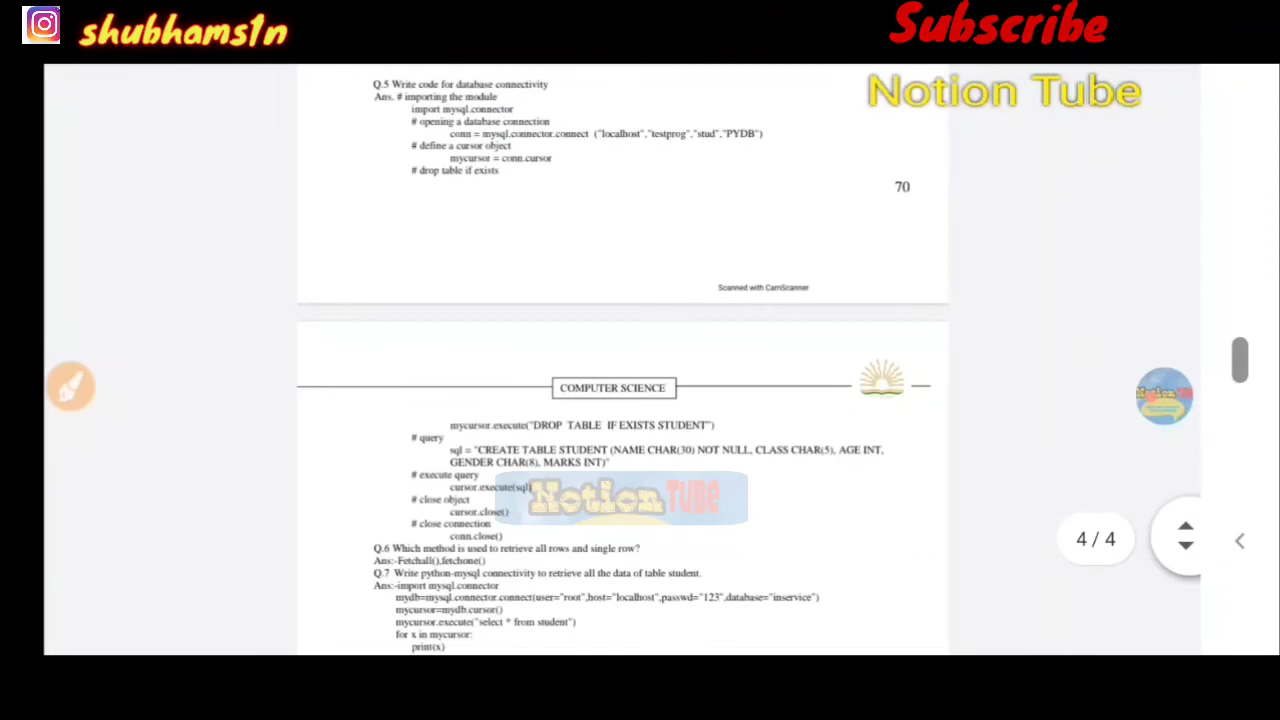 shubhams1n
Subscribe
Notion Tube
Q.5 Write code for database connectivity
Ans. # importing the module
import mysql.connector
# opening a database connection
conn = mysql.connector.connect ("localhost","testprog","stud","PYDB")
# define a cursor object
mycursor = conn.cursor
# drop table if exists
70
Scanned with CamScanner
COMPUTER SCIENCE
mycursor.execute("DROP TABLE IF EXISTS STUDENT")
# query
sql = "CREATE TABLE STUDENT (NAME CHAR(30) NOT NULL, CLASS CHAR(5), AGE INT,
GENDER CHAR(8), MARKS INT)"
# execute query
cursor.execute(sql)
# close object
cursor.close()
# close connection
conn.close()
Notion TUBE
Q.6 Which method is used to retrieve all rows and single row?
Ans:-Fetchall(),fetchone()
Q.7 Write python-mysql connectivity to retrieve all the data of table student.
Ans:-import mysql.connector
mydb=mysql.connector.connect(user="root",host="localhost",passwd="123",database="inservice")
mycursor=mydb.cursor()
mycursor.execute("select * from student")
for x in mycursor:
print(x)
Notion TUBE
4 / 4